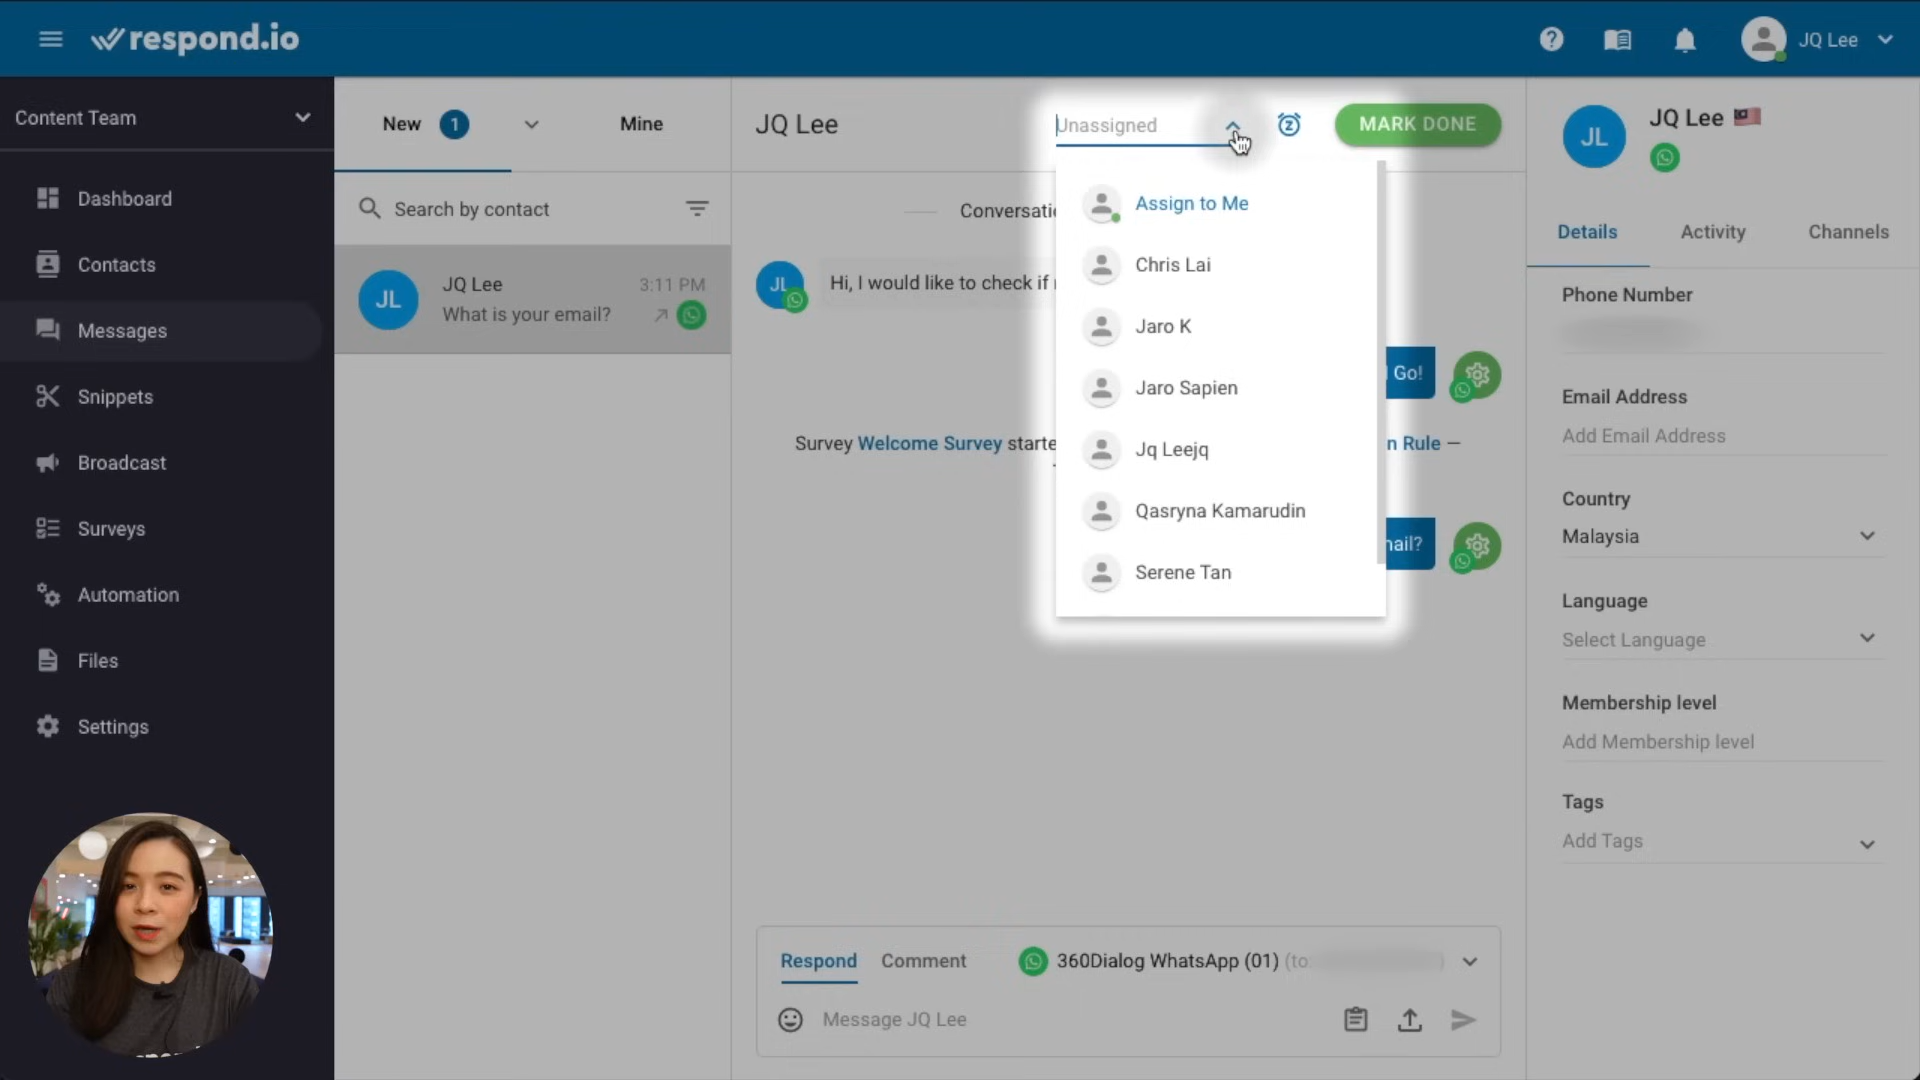 respond.io
JQ Lee
Content Team
Dashboard
Contacts
Messages
Snippets
Broadcast
Surveys
Automation
Files
Settings
New 1
Mine
Search by contact
JQ Lee
3:11 PM
What is your email?
JL
JQ Lee
Unassigned
MARK DONE
Assign to Me
Chris Lai
Jaro K
Jaro Sapien
Jq Leejq
Qasryna Kamarudin
Serene Tan
Hi, I would like to check if
Go!
Survey Welcome Survey
Rule —
Respond
Comment
360Dialog WhatsApp (01) (to:
Message JQ Lee
JL
JQ Lee
Details
Activity
Channels
Phone Number
Email Address
Add Email Address
Country
Malaysia
Language
Select Language
Membership level
Add Membership level
Tags
Add Tags